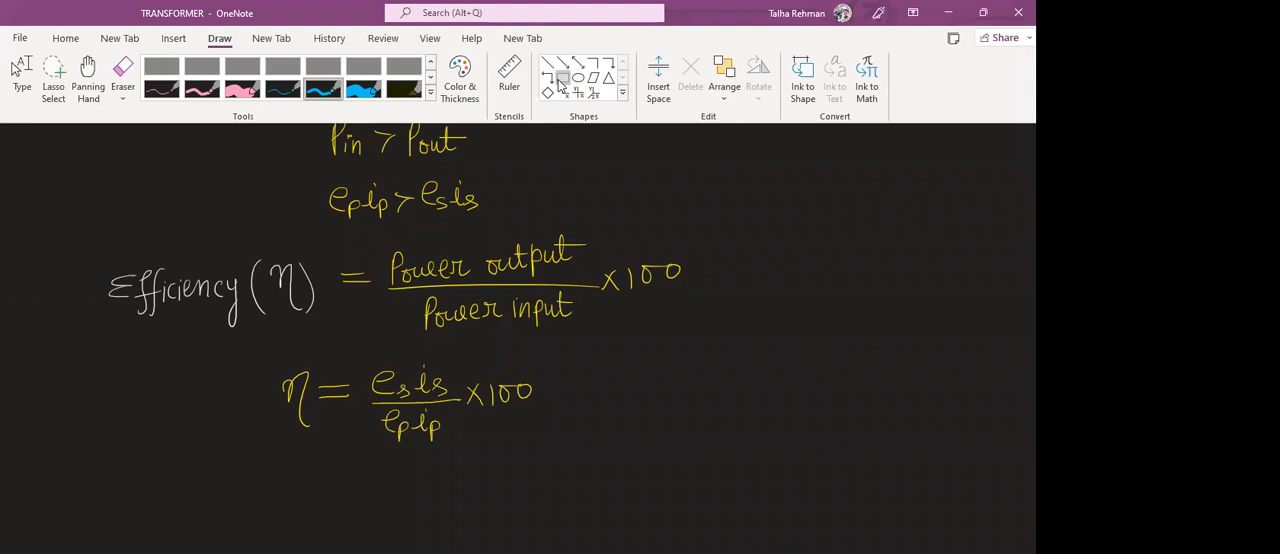 TRANSFORMER - OneNote
Search (Alt+Q)
Talha Rehman
File Home New Tab Insert Draw New Tab History Review View Help New Tab
Share
Type
Lasso Select
Panning Hand
Eraser
Color & Thickness
Ruler
Insert Space
Delete
Arrange
Rotate
Ink to Shape
Ink to Text
Ink to Math
Tools
Stencils
Shapes
Edit
Convert
Pin > Pout
epip > esis
Efficiency (η) = Power output / Power input × 100
η = esis / epip × 100